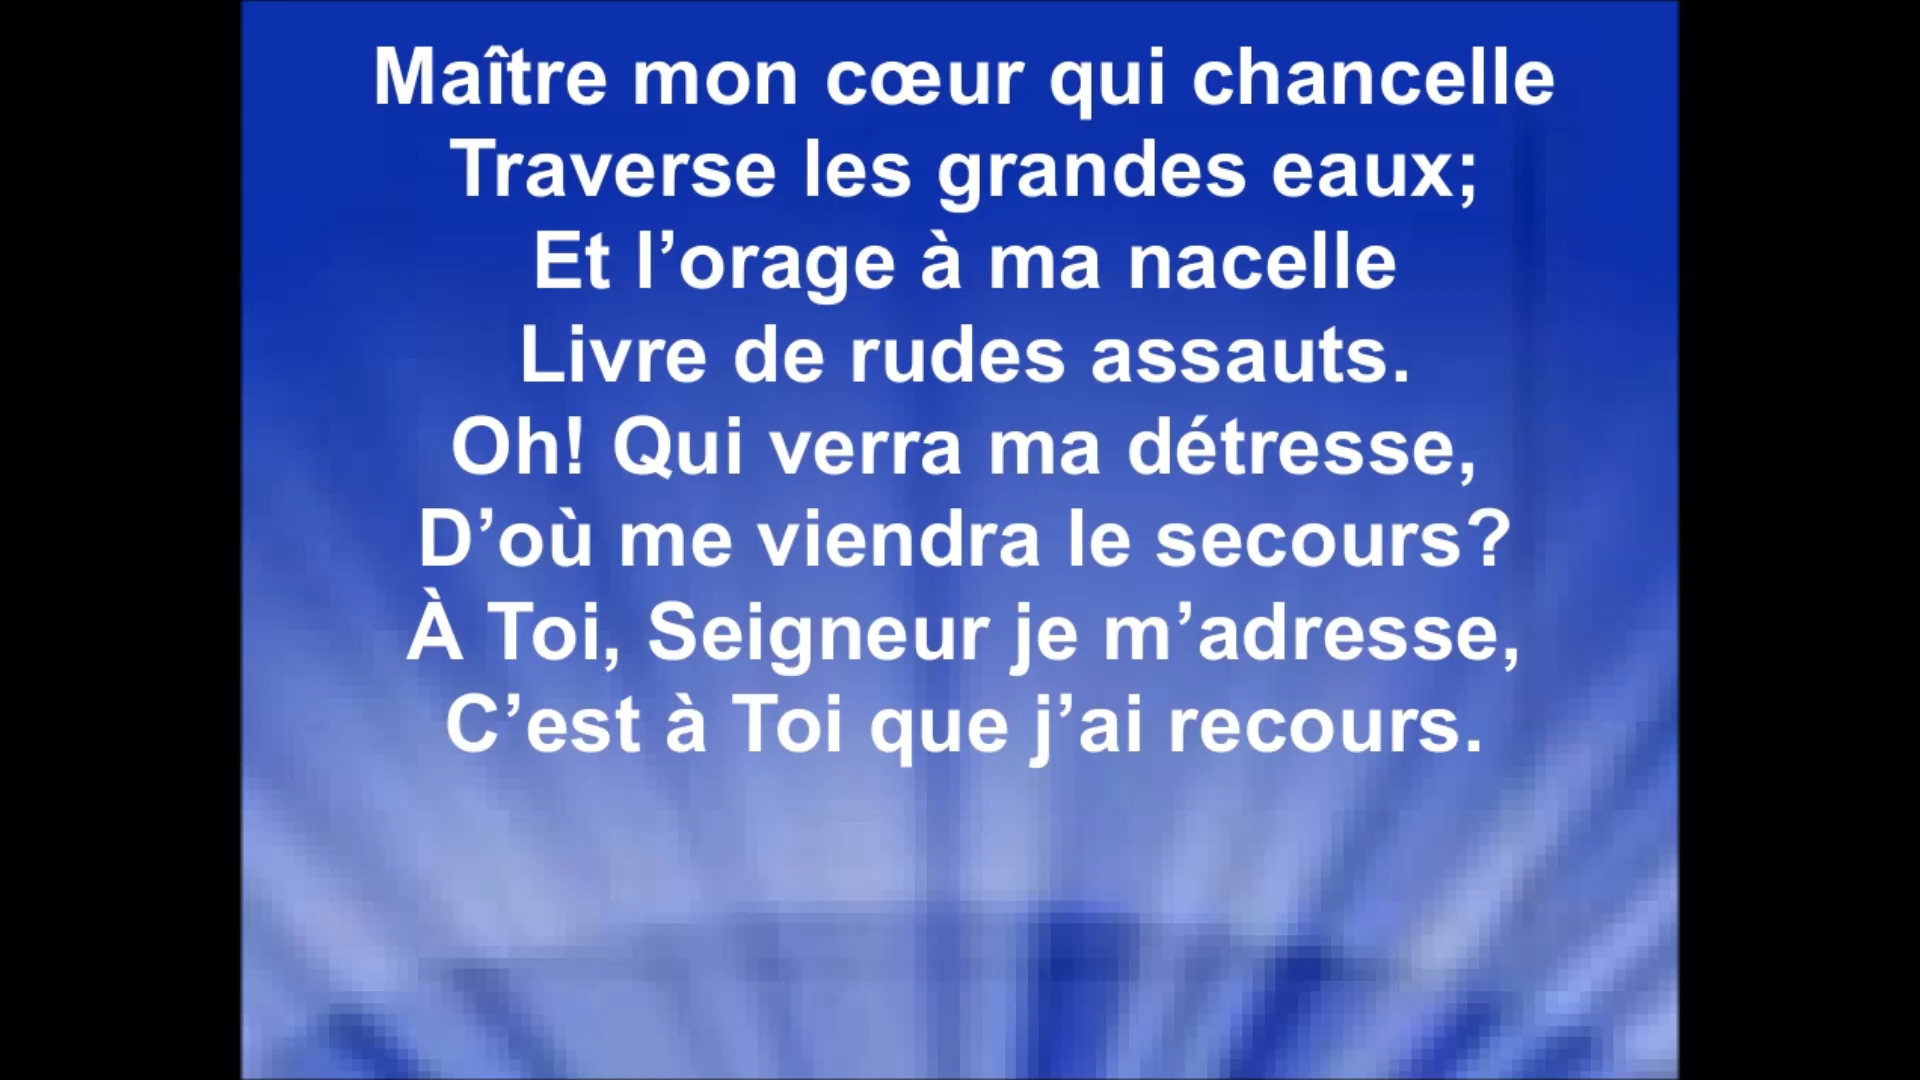 Maître mon cœur qui chancelle
Traverse les grandes eaux;
Et l’orage à ma nacelle
Livre de rudes assauts.
Oh! Qui verra ma détresse,
D’où me viendra le secours?
À Toi, Seigneur je m’adresse,
C’est à Toi que j’ai recours.